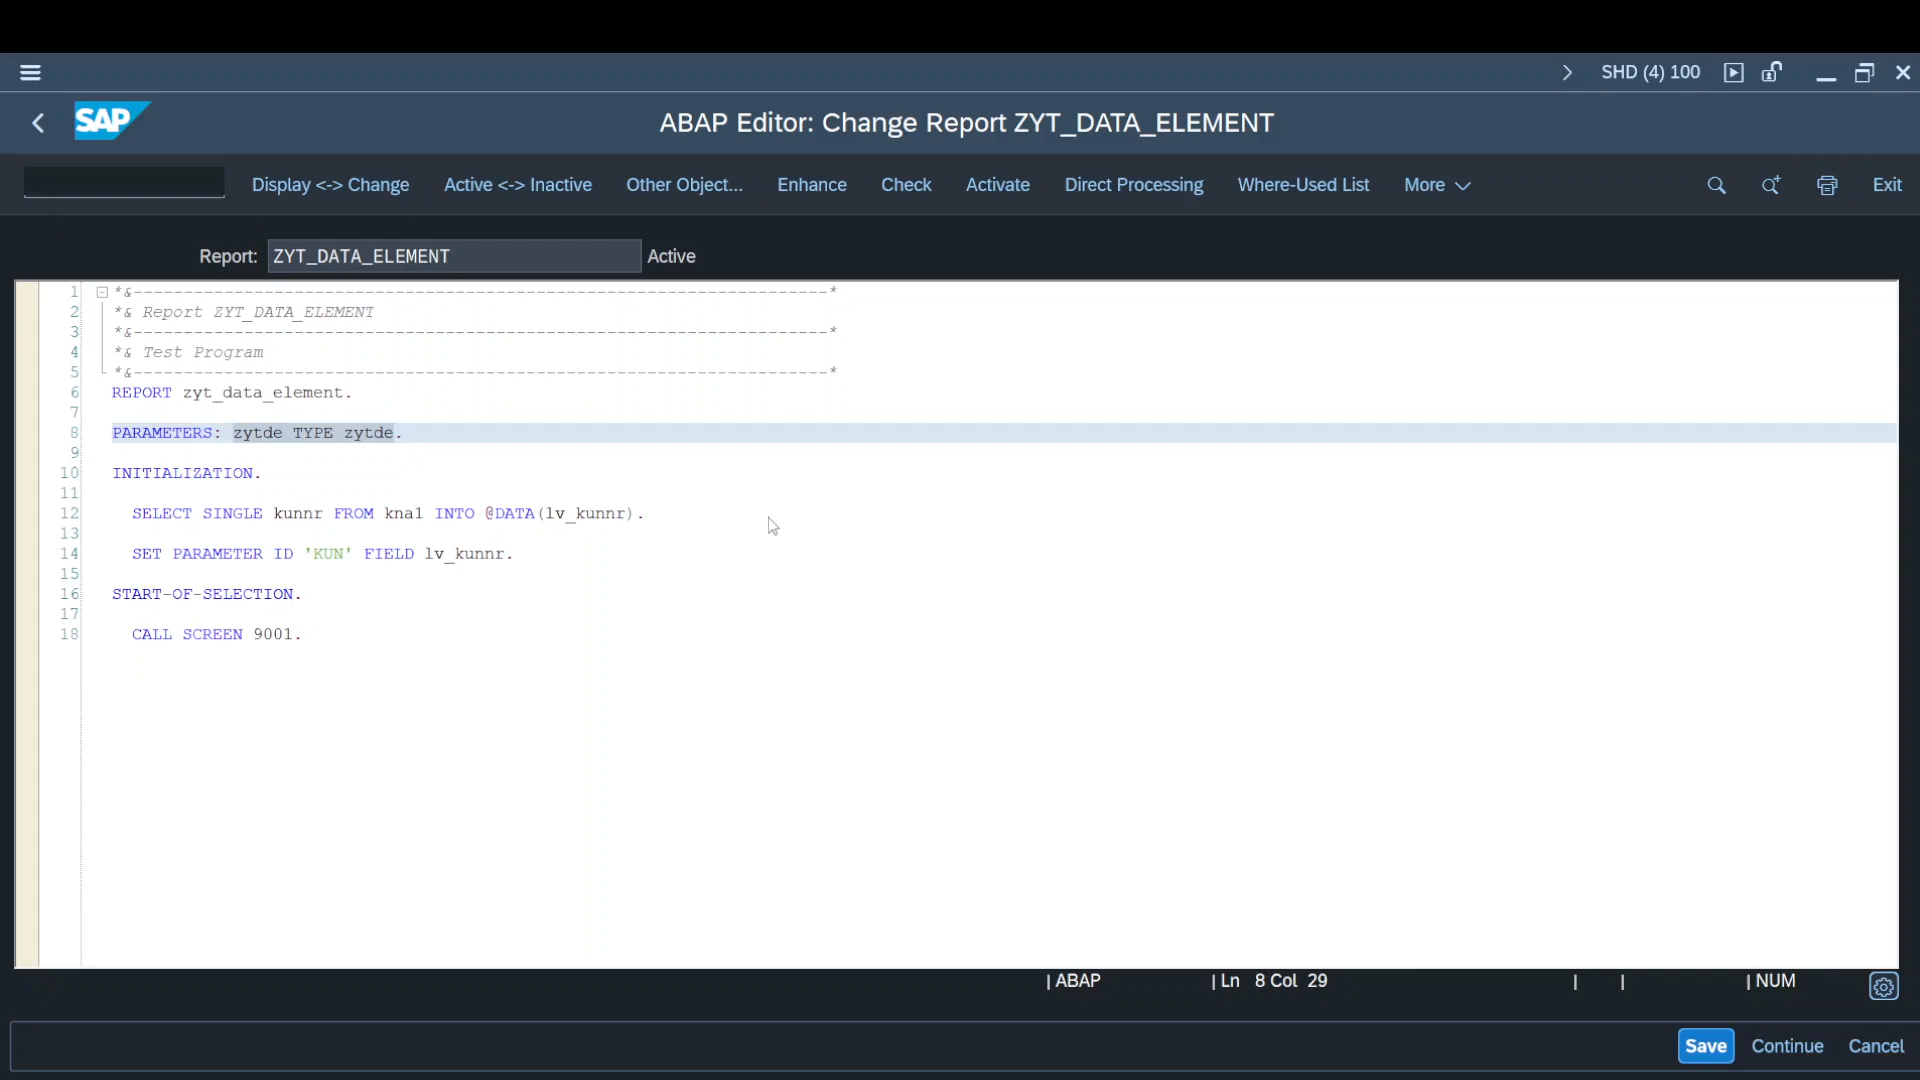 SHD (4) 100
SAP
ABAP Editor: Change Report ZYT_DATA_ELEMENT
Display <-> Change Active <-> Inactive Other Object... Enhance Check Activate Direct Processing Where-Used List More Exit
Report: ZYT_DATA_ELEMENT Active
1 *&---------------------------------------------------------------------*
2 *& Report ZYT_DATA_ELEMENT
3 *&---------------------------------------------------------------------*
4 *& Test Program
5 *&---------------------------------------------------------------------*
6 REPORT zyt_data_element.
7
8 PARAMETERS: zytde TYPE zytde.
9
10 INITIALIZATION.
11
12 SELECT SINGLE kunnr FROM kna1 INTO @DATA(lv_kunnr).
13
14 SET PARAMETER ID 'KUN' FIELD lv_kunnr.
15
16 START-OF-SELECTION.
17
18 CALL SCREEN 9001.
| ABAP | Ln 8 Col 29 | | | NUM
Save Continue Cancel